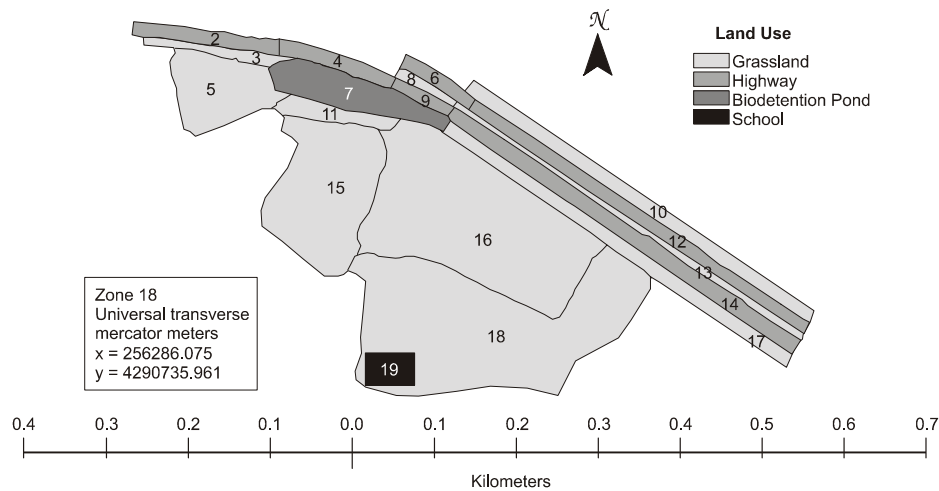 N
Land Use
Grassland
Highway
Biodetention Pond
School
2
3
4
5
6
7
8
9
10
11
12
13
14
15
16
17
18
19
Zone 18
Universal transverse
mercator meters
x = 256286.075
y = 4290735.961
0.4 0.3 0.2 0.1 0.0 0.1 0.2 0.3 0.4 0.5 0.6 0.7
Kilometers